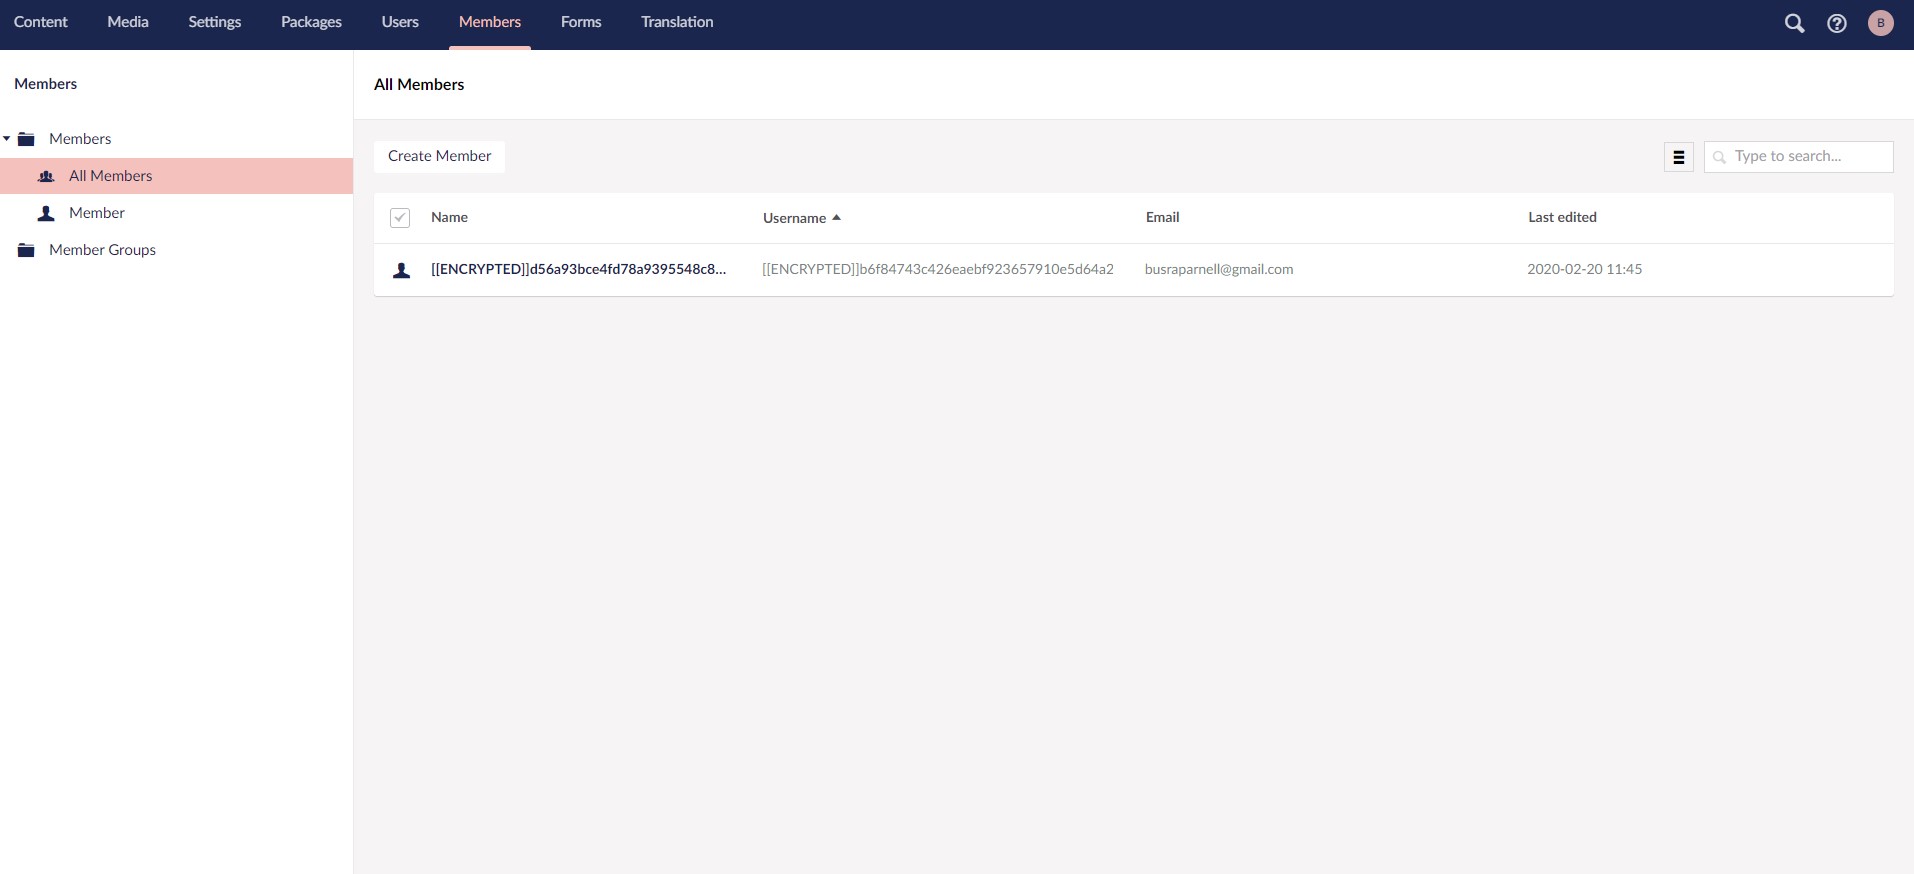 Content Media Settings Packages Users Members Forms Translation B
Members
All Members
Members
All Members
Member
Member Groups
Create Member
Type to search...
Name Username Email Last edited
[[ENCRYPTED]]d56a93bce4fd78a9395548c8... [[ENCRYPTED]]b6f84743c426eaebf923657910e5d64a2 busraparnell@gmail.com 2020-02-20 11:45